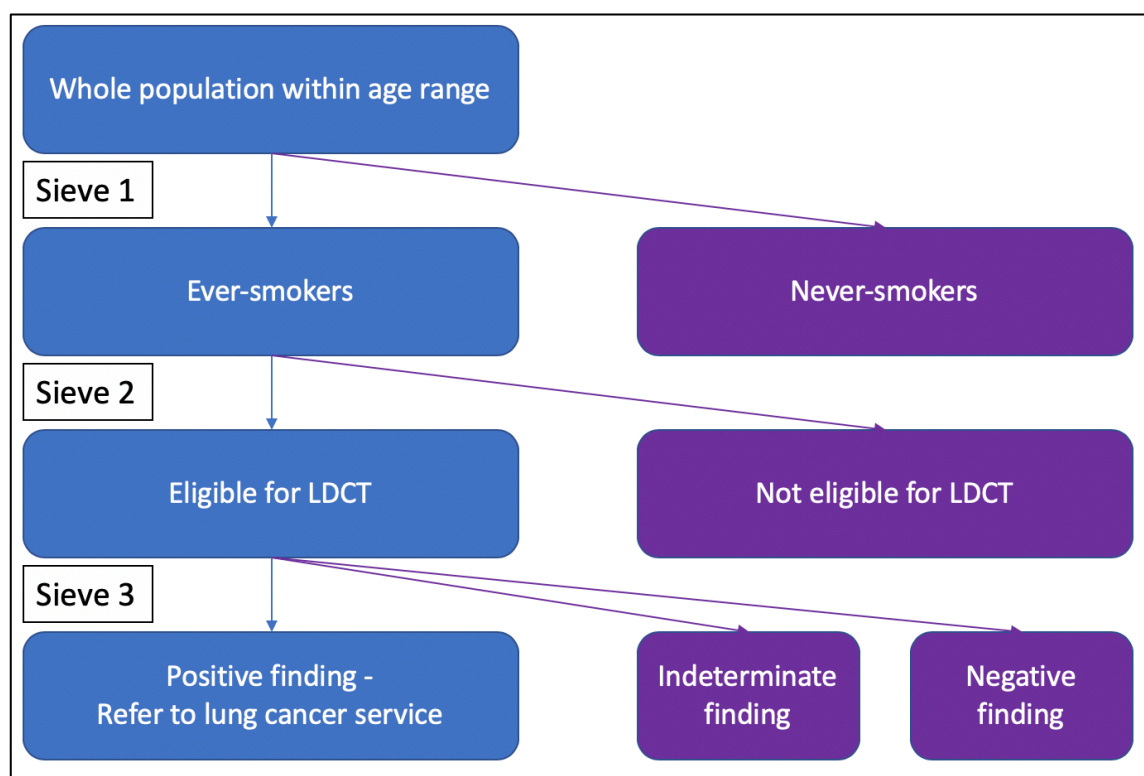 Whole population within age range
Sieve 1
Ever-smokers
Never-smokers
Sieve 2
Eligible for LDCT
Not eligible for LDCT
Sieve 3
Positive finding -
Refer to lung cancer service
Indeterminate
finding
Negative
finding